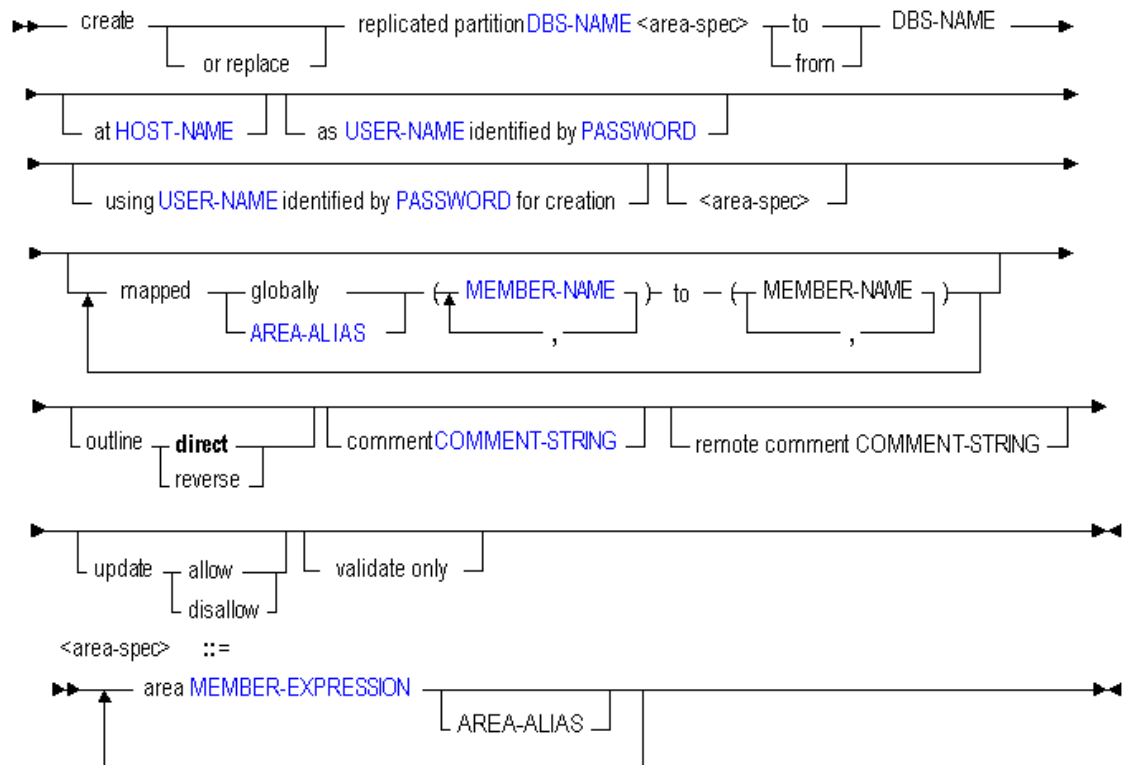 create replicated partition DBS-NAME <area-spec> to DBS-NAME
or replace from
at HOST-NAME as USER-NAME identified by PASSWORD
using USER-NAME identified by PASSWORD for creation <area-spec>
mapped globally ( MEMBER-NAME ) to ( MEMBER-NAME )
AREA-ALIAS , ,
outline direct comment COMMENT-STRING remote comment COMMENT-STRING
reverse
update allow validate only
disallow
<area-spec> ::=
area MEMBER-EXPRESSION
AREA-ALIAS